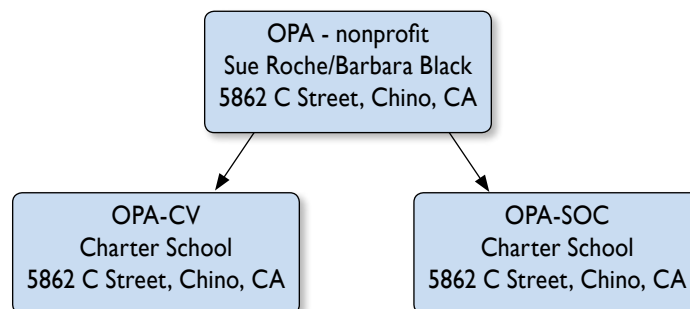 OPA - nonprofit
Sue Roche/Barbara Black
5862 C Street, Chino, CA
OPA-CV
Charter School
5862 C Street, Chino, CA
OPA-SOC
Charter School
5862 C Street, Chino, CA